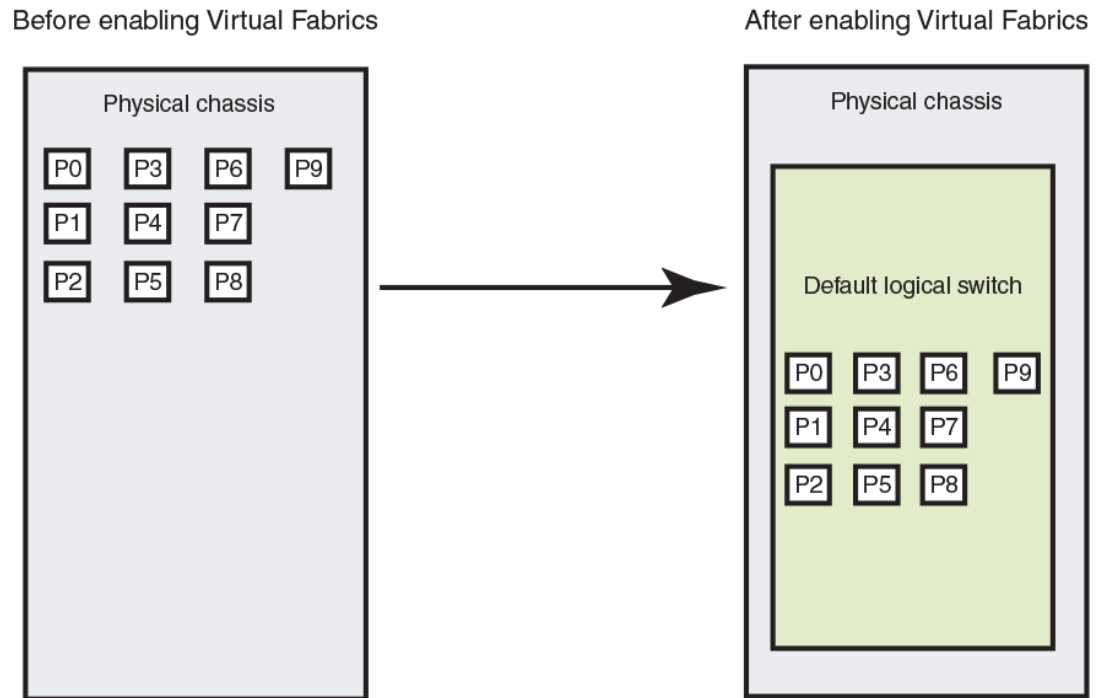 Before enabling Virtual Fabrics
After enabling Virtual Fabrics
Physical chassis
P0 P3 P6 P9
P1 P4 P7
P2 P5 P8
Physical chassis
Default logical switch
P0 P3 P6 P9
P1 P4 P7
P2 P5 P8